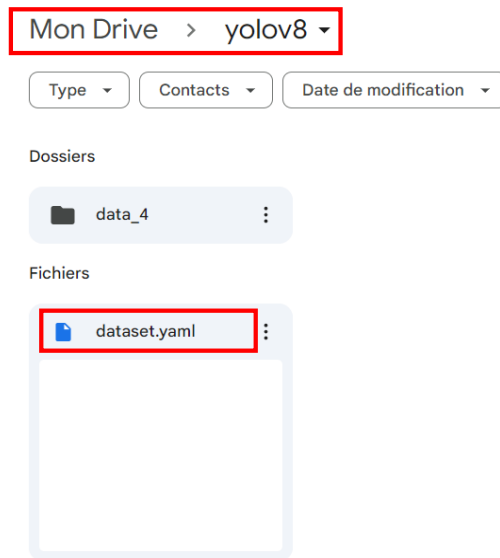 Mon Drive > yolov8
Type Contacts Date de modification
Dossiers
data_4
Fichiers
dataset.yaml